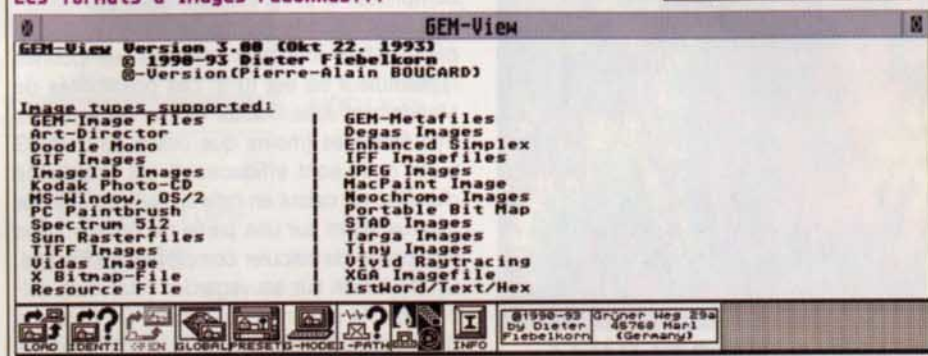 Les formats d'images reconnus...
GEM-View
GEM-View Version 3.00 (Okt 22. 1993)
© 1990-93 Dieter Fiebelkorn
®-Version(Pierre-Alain BOUCARD)
Image types supported:
GEM-Image Files | GEM-Metafiles
Art-Director | Degas Images
Doodle Mono | Enhanced Simplex
GIF Images | IFF Imagefiles
Imagelab Images | JPEG Images
Kodak Photo-CD | MacPaint Image
MS-Window, OS/2 | Neochrome Images
PC Paintbrush | Portable Bit Map
Spectrum 512 | STAD Images
Sun Rasterfiles | Targa Images
TIFF Images | Tiny Images
Vidas Image | Vivid Raytracing
X Bitmap-File | XGA Imagefile
Resource File | 1stWord/Text/Hex
LOAD IDENTI GLOBAL PRESET G-MODE I-PATH INFO
©1990-93 by Dieter Fiebelkorn
Grüner Weg 29a 45768 Marl (Germany)